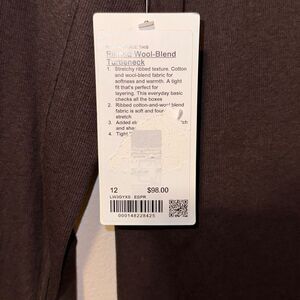 THIS
Ribbed Wool-Blend
Turtleneck
1. Stretchy ribbed texture. Cotton
and wool-blend fabric for
softness and warmth. A tight
fit that's perfect for
layering. This everyday basic
checks all the boxes
2. Ribbed cotton-and-wool blend
fabric is soft and
stretch
3. Added
and
4. Tight
12 $98.00
LW3GYXS ESPR
000148228425